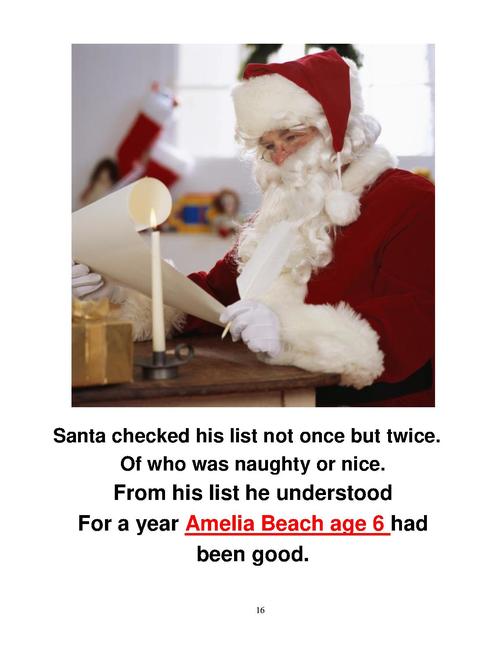 Santa checked his list not once but twice.
Of who was naughty or nice.
From his list he understood
For a year Amelia Beach age 6 had
been good.
16